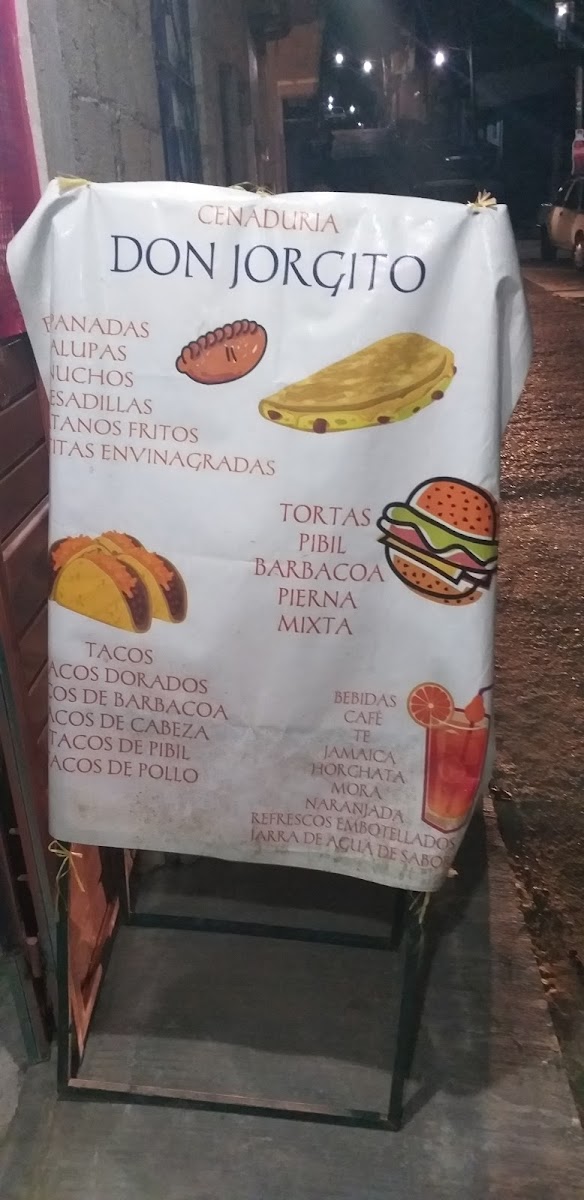 CENADURIA
DON JORGITO
PANADAS
ALUPAS
NUCHOS
ESADILLAS
TANOS FRITOS
ITAS ENVINAGRADAS
TORTAS
PIBIL
BARBACOA
PIERNA
MIXTA
TACOS
ACOS DORADOS
COS DE BARBACOA
ACOS DE CABEZA
TACOS DE PIBIL
ACOS DE POLLO
BEBIDAS
CAFÉ
TE
JAMAICA
HORCHATA
MORA
NARANJADA
REFRESCOS EMBOTELLADOS
JARRA DE AGUA DE SABO